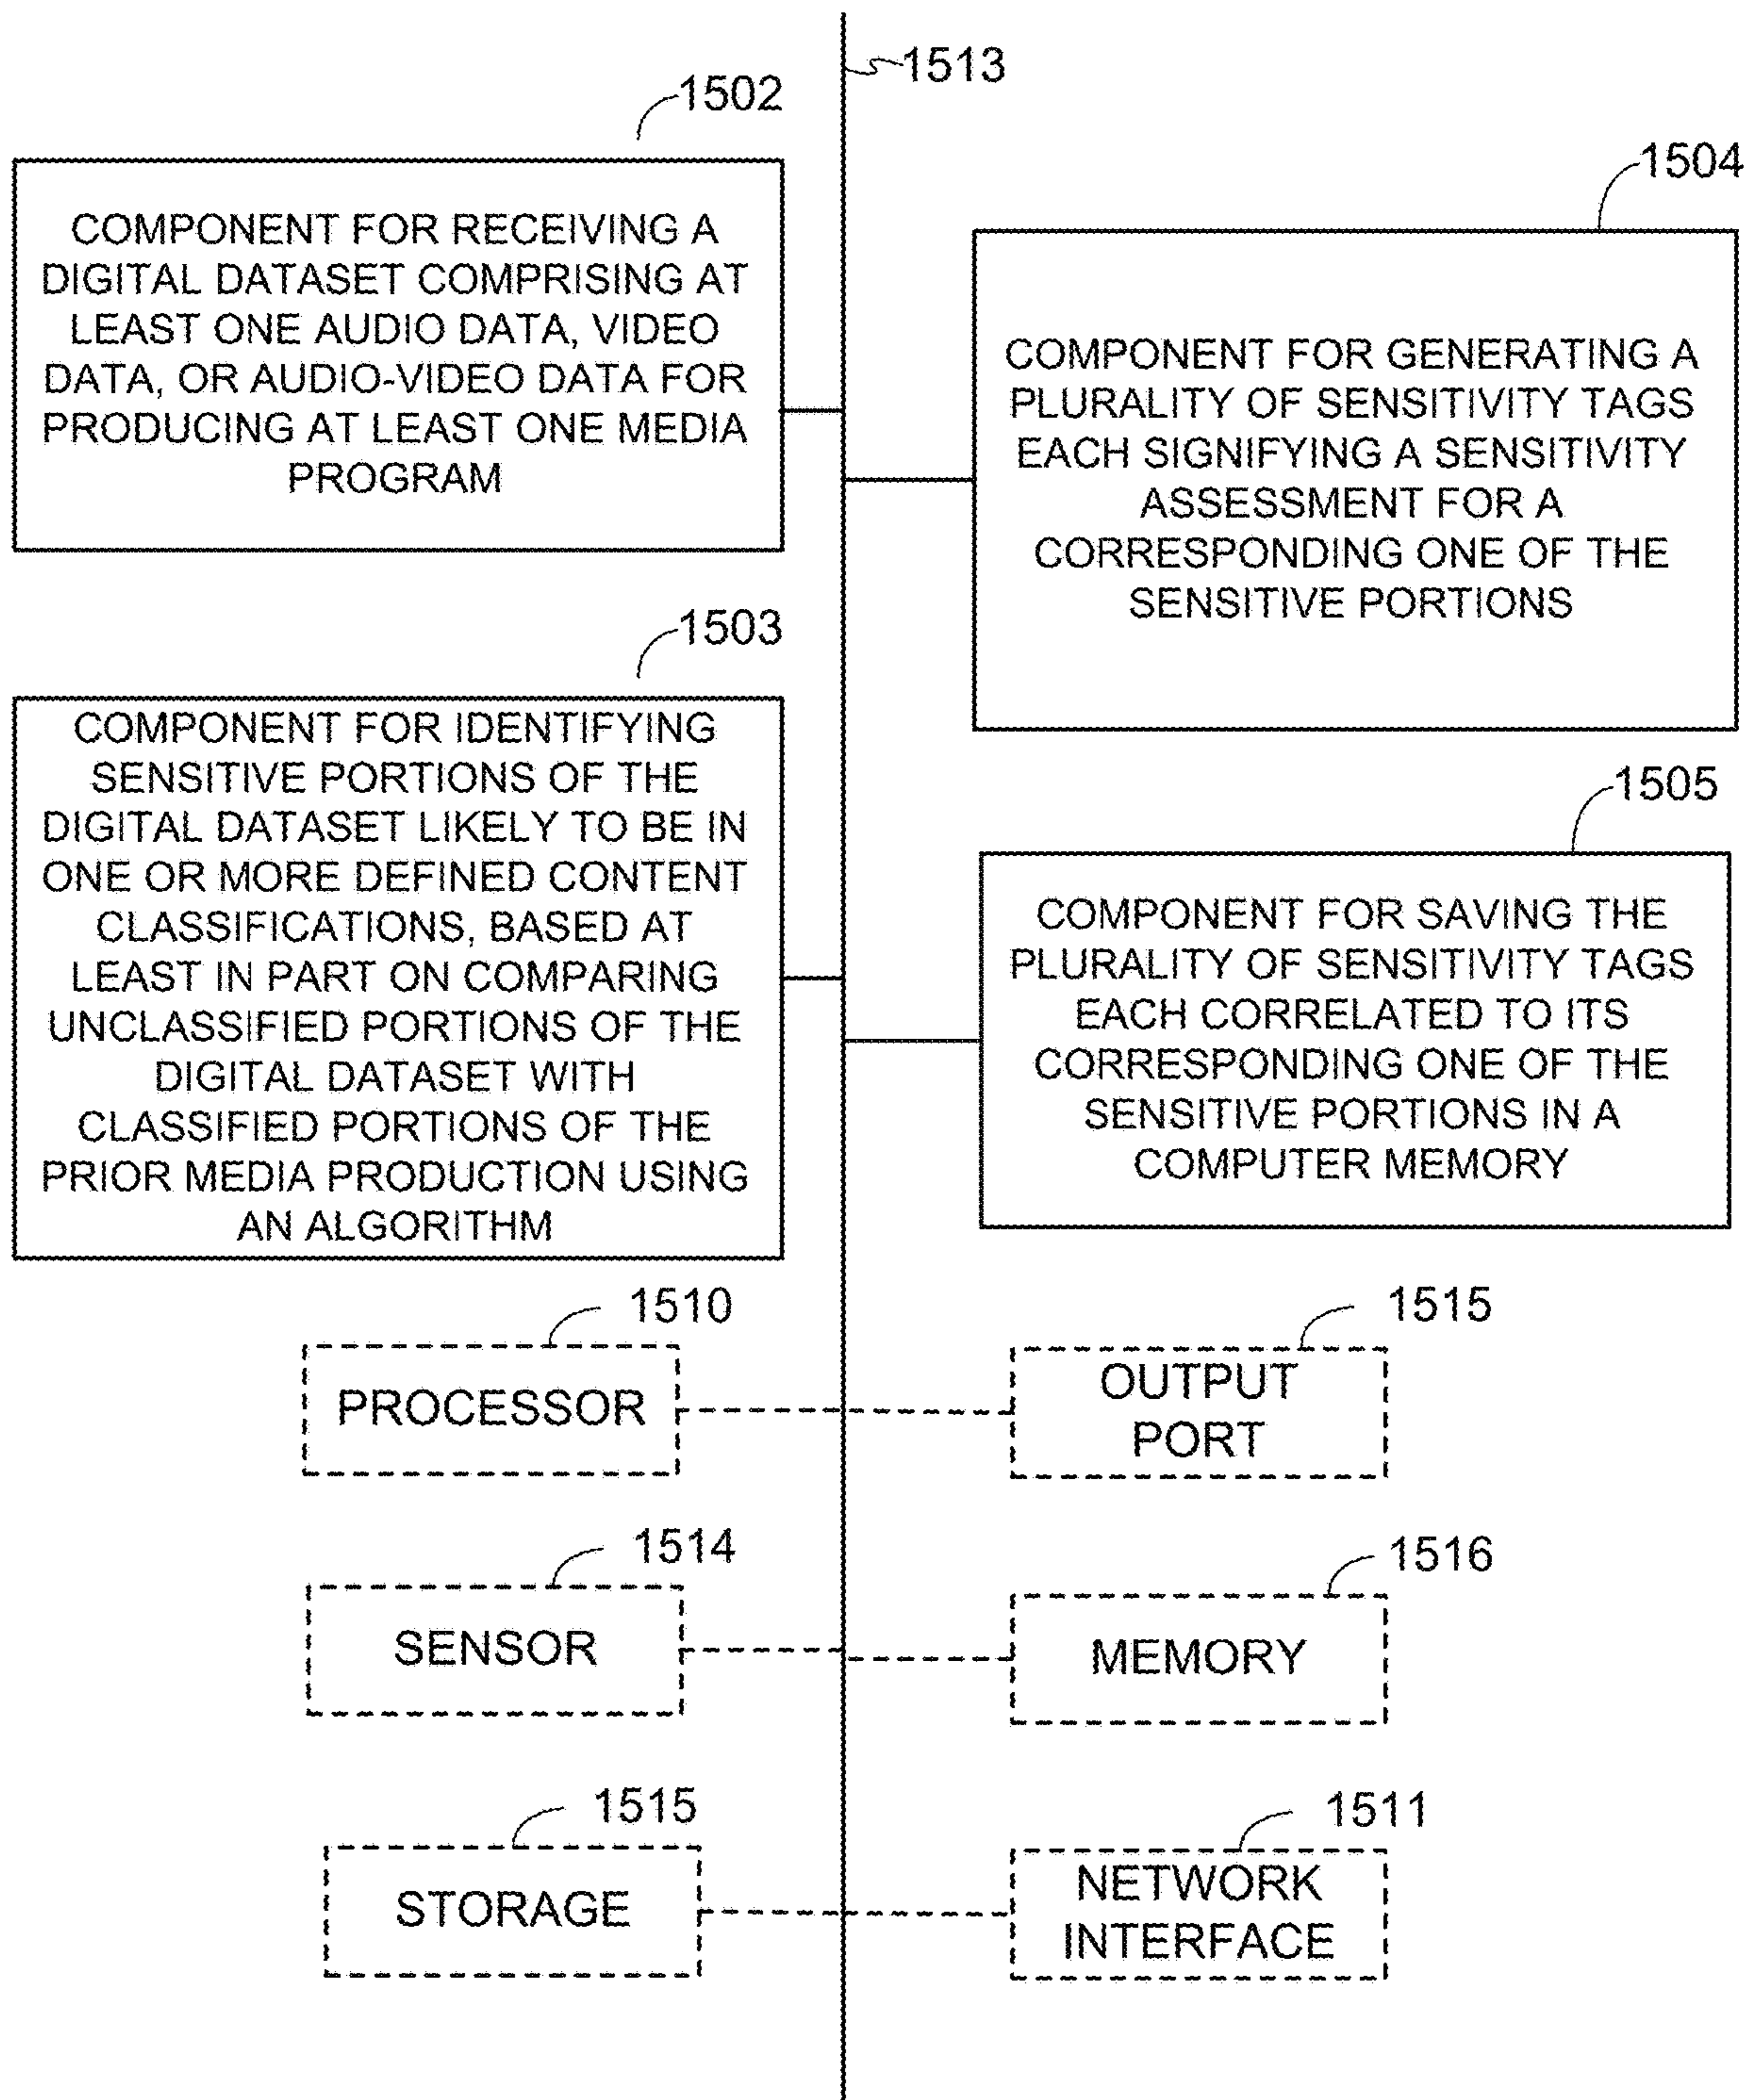 1513
1502
COMPONENT FOR RECEIVING A
DIGITAL DATASET COMPRISING AT
LEAST ONE AUDIO DATA, VIDEO
DATA, OR AUDIO-VIDEO DATA FOR
PRODUCING AT LEAST ONE MEDIA
PROGRAM
1504
COMPONENT FOR GENERATING A
PLURALITY OF SENSITIVITY TAGS
EACH SIGNIFYING A SENSITIVITY
ASSESSMENT FOR A
CORRESPONDING ONE OF THE
SENSITIVE PORTIONS
1503
COMPONENT FOR IDENTIFYING
SENSITIVE PORTIONS OF THE
DIGITAL DATASET LIKELY TO BE IN
ONE OR MORE DEFINED CONTENT
CLASSIFICATIONS, BASED AT
LEAST IN PART ON COMPARING
UNCLASSIFIED PORTIONS OF THE
DIGITAL DATASET WITH
CLASSIFIED PORTIONS OF THE
PRIOR MEDIA PRODUCTION USING
AN ALGORITHM
1505
COMPONENT FOR SAVING THE
PLURALITY OF SENSITIVITY TAGS
EACH CORRELATED TO ITS
CORRESPONDING ONE OF THE
SENSITIVE PORTIONS IN A
COMPUTER MEMORY
1510
PROCESSOR
1515
OUTPUT
PORT
1514
SENSOR
1516
MEMORY
1515
STORAGE
1511
NETWORK
INTERFACE